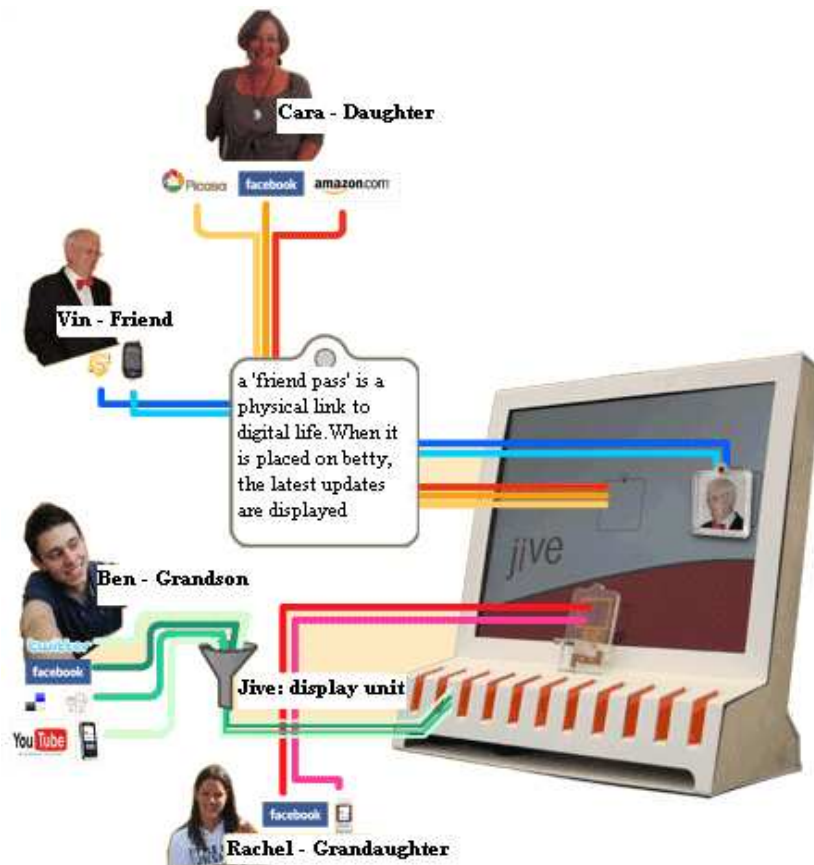 Cara - Daughter
Picasa facebook amazon.com
Vin - Friend
a 'friend pass' is a
physical link to
digital life.When it
is placed on betty,
the latest updates
are displayed
jive
Ben - Grandson
twitter
facebook
Jive: display unit
You Tube
facebook
Rachel - Grandaughter